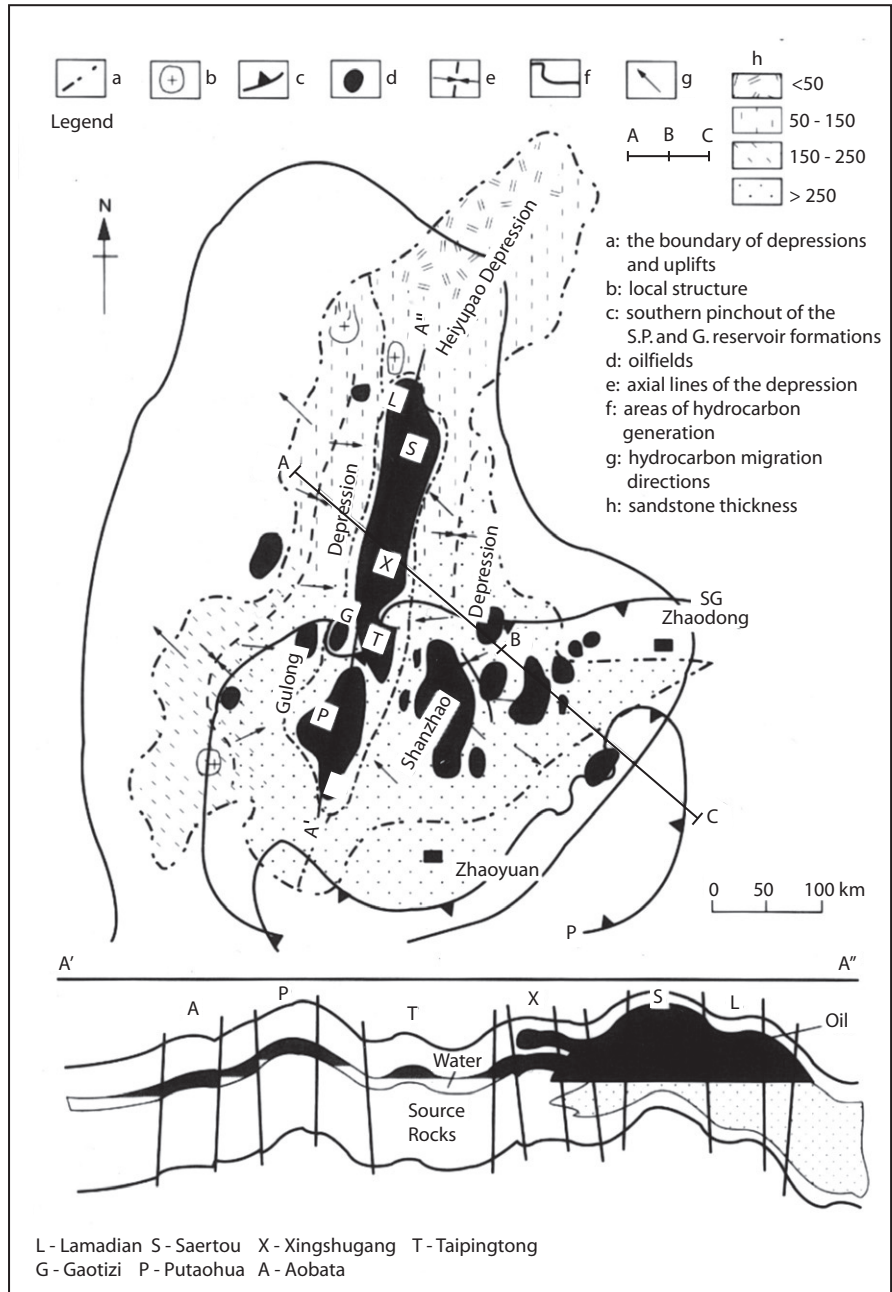 a b c d e f g h
Legend
<50
50 - 150
150 - 250
> 250
A B C
N
a: the boundary of depressions
and uplifts
b: local structure
c: southern pinchout of the
S.P. and G. reservoir formations
d: oilfields
e: axial lines of the depression
f: areas of hydrocarbon
generation
g: hydrocarbon migration
directions
h: sandstone thickness
Heiyupao Depression
A"
L
S
A
Depression
X
Depression
SG
Zhaodong
G
T
B
Gulong
P
Shanzhao
C
A'
Zhaoyuan
0 50 100 km
P
A' A"
A P T X S L
Oil
Water
Source
Rocks
L - Lamadian S - Saertou X - Xingshugang T - Taipingtong
G - Gaotizi P - Putaohua A - Aobata